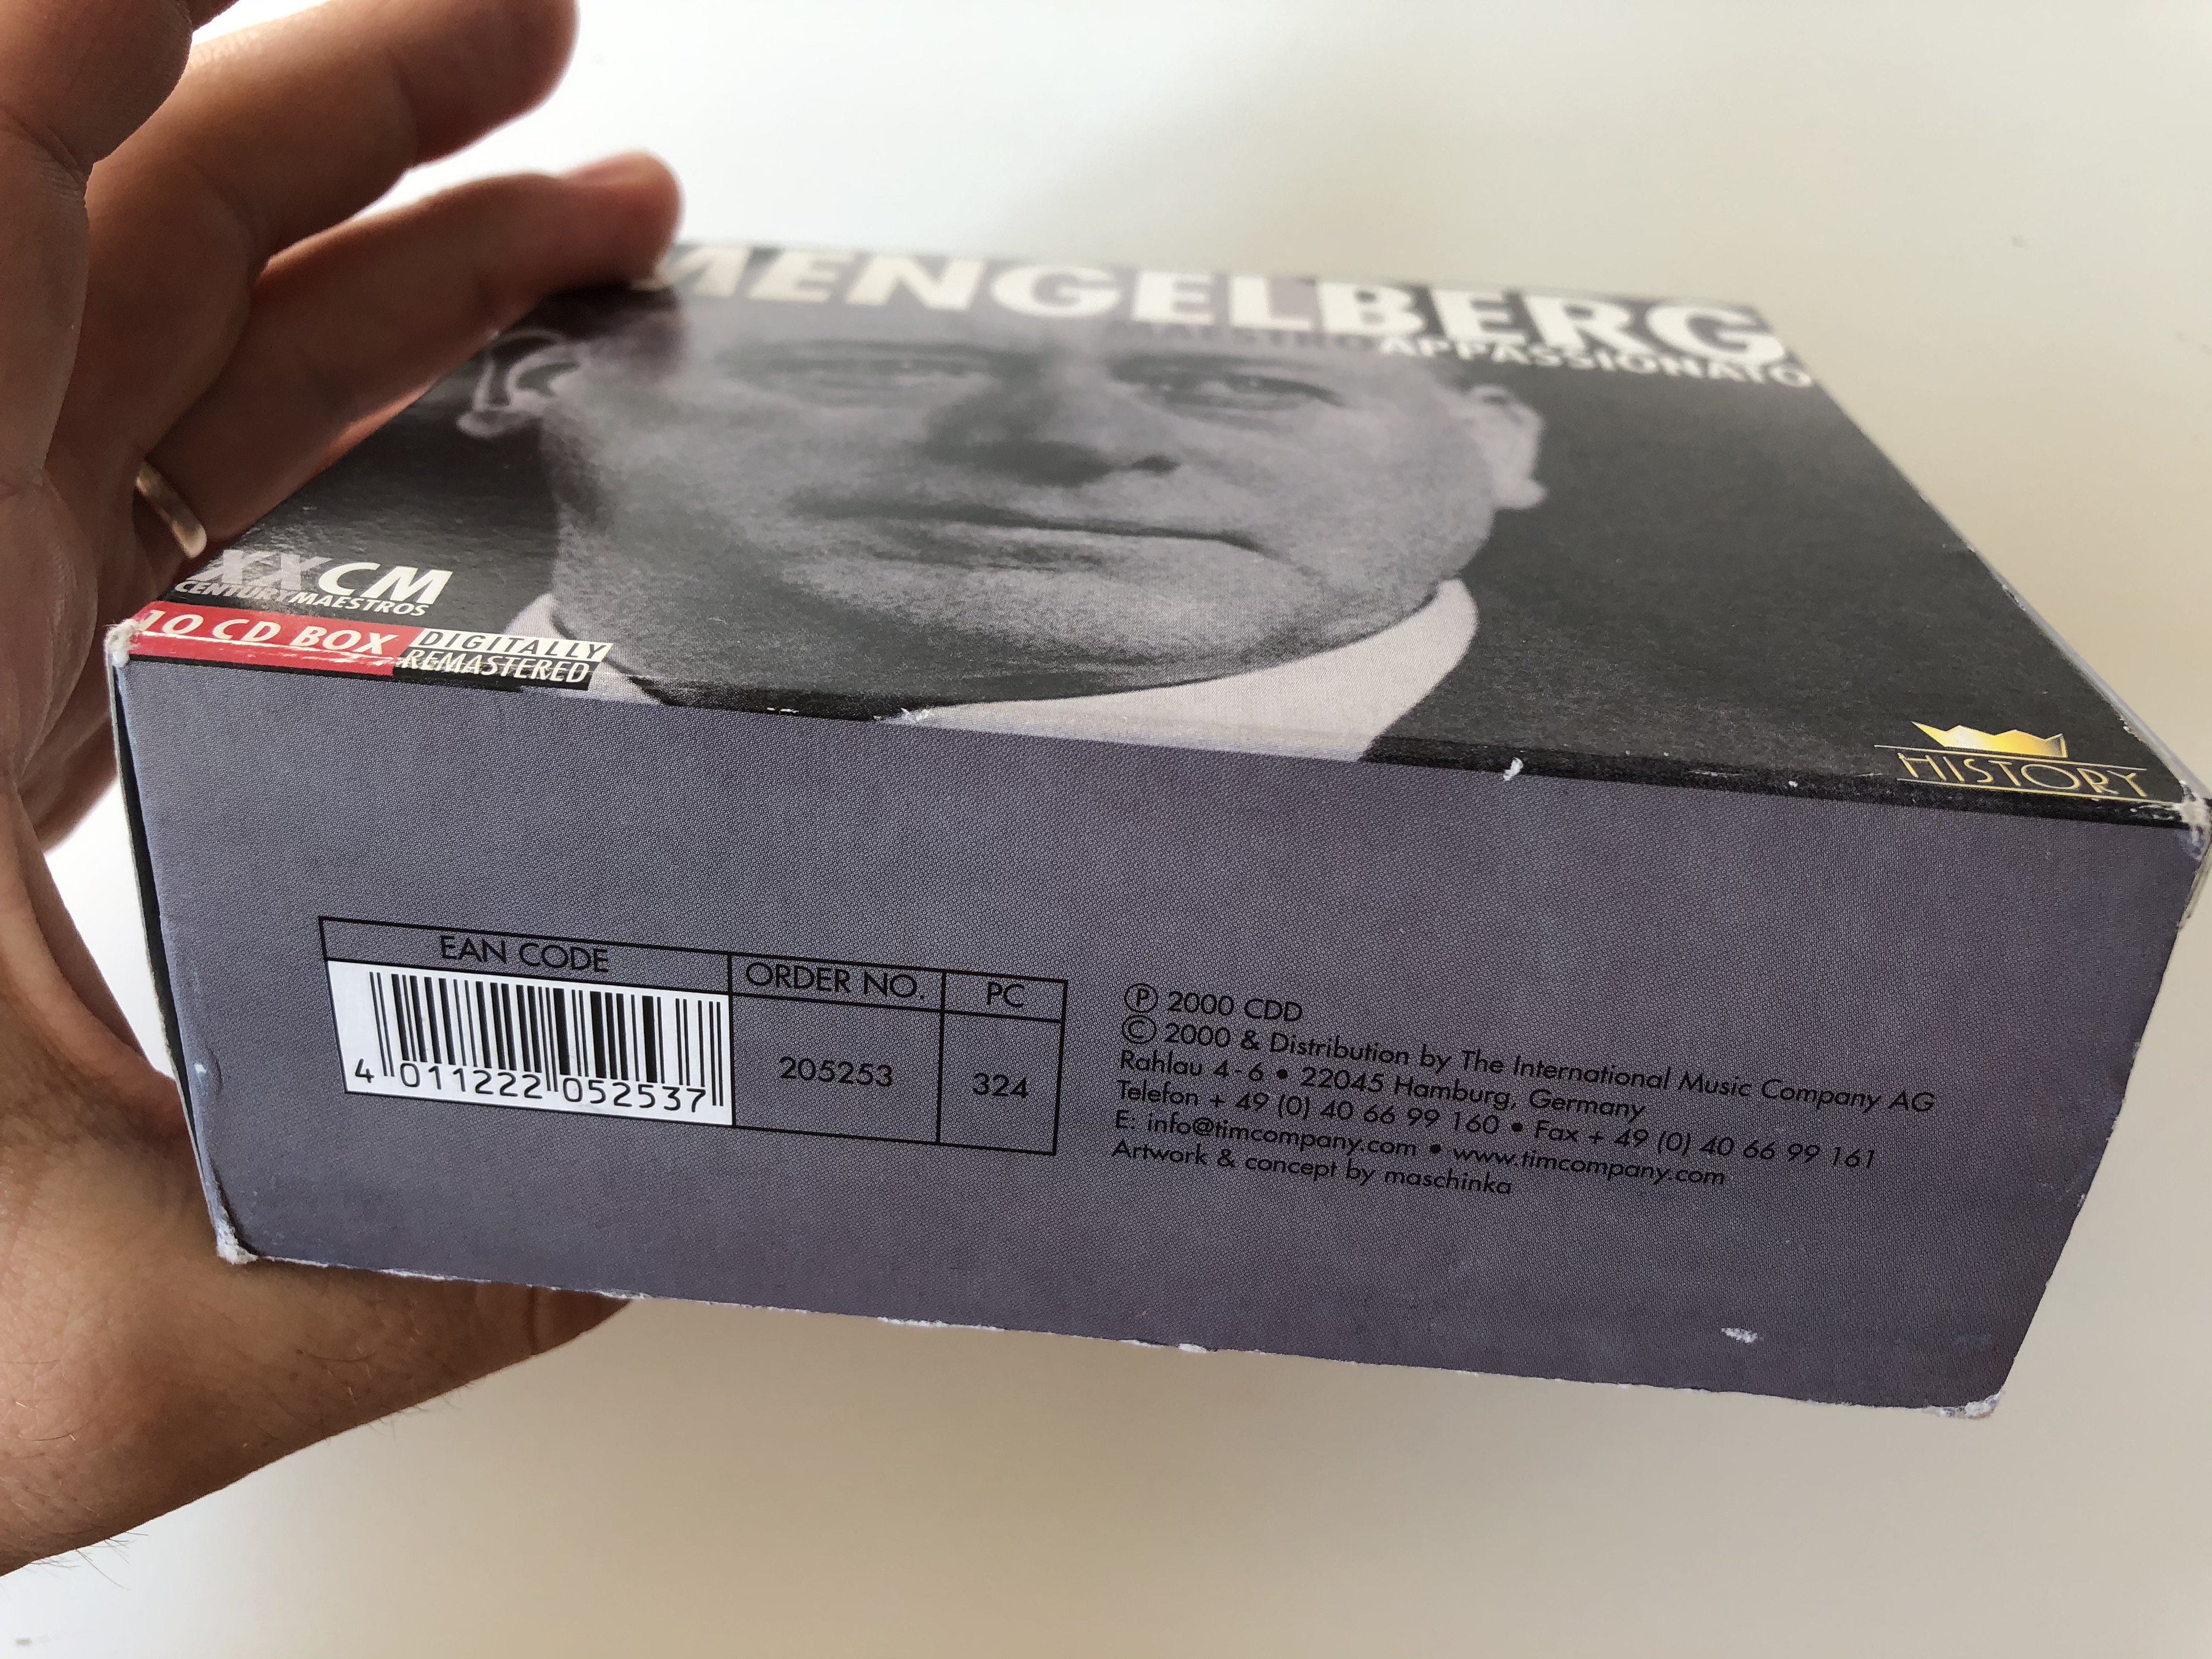 MENGELBERG
MAESTRO APPASSIONATO
XXCM
CENTURY MAESTROS
10 CD BOX
DIGITALLY
REMASTERED
HISTORY
EAN CODE
ORDER NO.
PC
4 011222 052537
205253
324
Ⓟ 2000 CDD
© 2000 & Distribution by The International Music Company AG
Rahlau 4-6 • 22045 Hamburg, Germany
Telefon + 49 (0) 40 66 99 160 • Fax + 49 (0) 40 66 99 161
E: info@timcompany.com • www.timcompany.com
Artwork & concept by maschinka